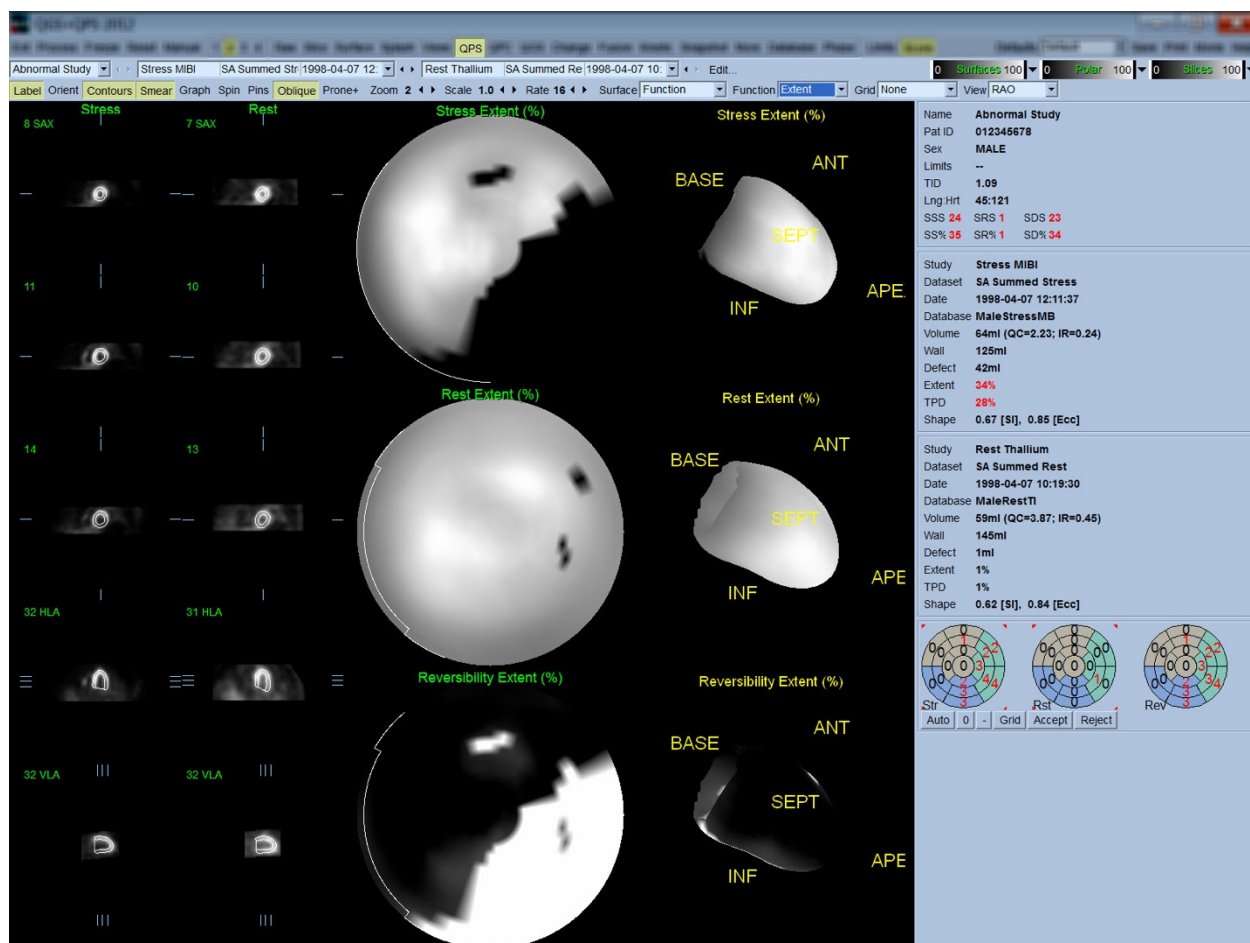 QGS+QPS 2012
QPS
Abnormal Study Stress MIBI SA Summed Str 1998-04-07 12: Rest Thallium SA Summed Re 1998-04-07 10: Edit... 0 Surfaces 100 0 Polar 100 0 Slices 100
Label Orient Contours Smear Graph Spin Pins Oblique Prone+ Zoom 2 Scale 1.0 Rate 16 Surface Function Function Extent Grid None View RAO
Stress Rest
8 SAX 7 SAX
11 10
14 13
32 HLA 31 HLA
32 VLA 32 VLA
Stress Extent (%)
Rest Extent (%)
Reversibility Extent (%)
Stress Extent (%)
ANT
BASE
SEPT
APE
INF
Rest Extent (%)
ANT
BASE
SEPT
APE
INF
Reversibility Extent (%)
ANT
BASE
SEPT
APE
INF
Name Abnormal Study
Pat ID 012345678
Sex MALE
Limits --
TID 1.09
Lng:Hrt 45:121
SSS 24 SRS 1 SDS 23
SS% 35 SR% 1 SD% 34
Study Stress MIBI
Dataset SA Summed Stress
Date 1998-04-07 12:11:37
Database MaleStressMB
Volume 64ml (QC=2.23; IR=0.24)
Wall 125ml
Defect 42ml
Extent 34%
TPD 28%
Shape 0.67 [SI], 0.85 [Ecc]
Study Rest Thallium
Dataset SA Summed Rest
Date 1998-04-07 10:19:30
Database MaleRestTl
Volume 59ml (QC=3.87; IR=0.45)
Wall 145ml
Defect 1ml
Extent 1%
TPD 1%
Shape 0.62 [SI], 0.84 [Ecc]
Str Rst Rev
Auto 0 - Grid Accept Reject